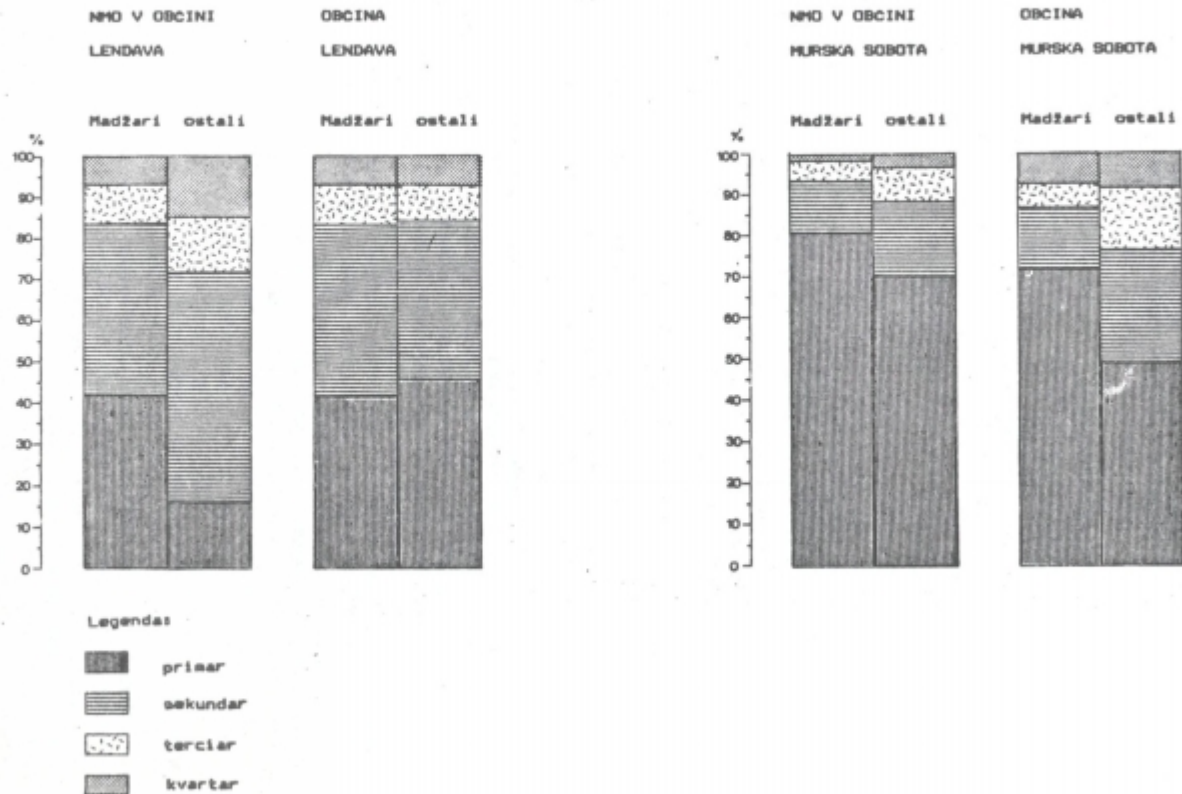 NMO V OBCINI
LENDAVA
OBCINA
LENDAVA
NMO V OBCINI
MURSKA SOBOTA
OBCINA
MURSKA SOBOTA
Madžari ostali
Madžari ostali
Madžari ostali
Madžari ostali
%
100
90
80
70
60
50
40
30
20
10
0
%
100
90
80
70
60
50
40
30
20
10
0
Legenda:
primar
sekundar
terciar
kvartar